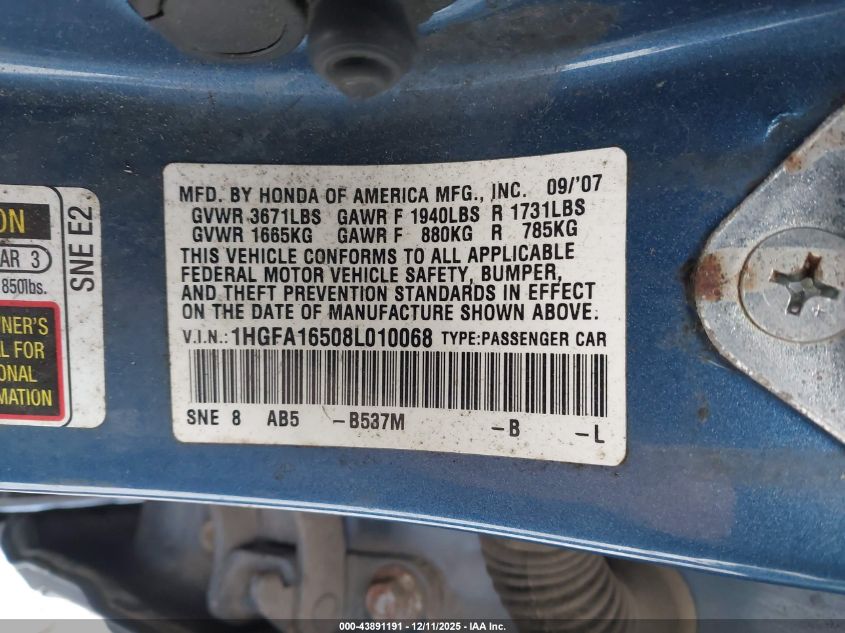 MFD. BY HONDA OF AMERICA MFG., INC. 09/'07
GVWR 3671LBS GAWR F 1940LBS R 1731LBS
GVWR 1665KG GAWR F 880KG R 785KG
THIS VEHICLE CONFORMS TO ALL APPLICABLE
FEDERAL MOTOR VEHICLE SAFETY, BUMPER,
AND THEFT PREVENTION STANDARDS IN EFFECT
ON THE DATE OF MANUFACTURE SHOWN ABOVE.
V.I.N.: 1HGFA16508L010068 TYPE:PASSENGER CAR
SNE 8 AB5 -B537M -B -L
ON
AR 3
850lbs.
NER'S
L FOR
ONAL
MATION
SNE E2
000-43891191 - 12/11/2025 - IAA Inc.